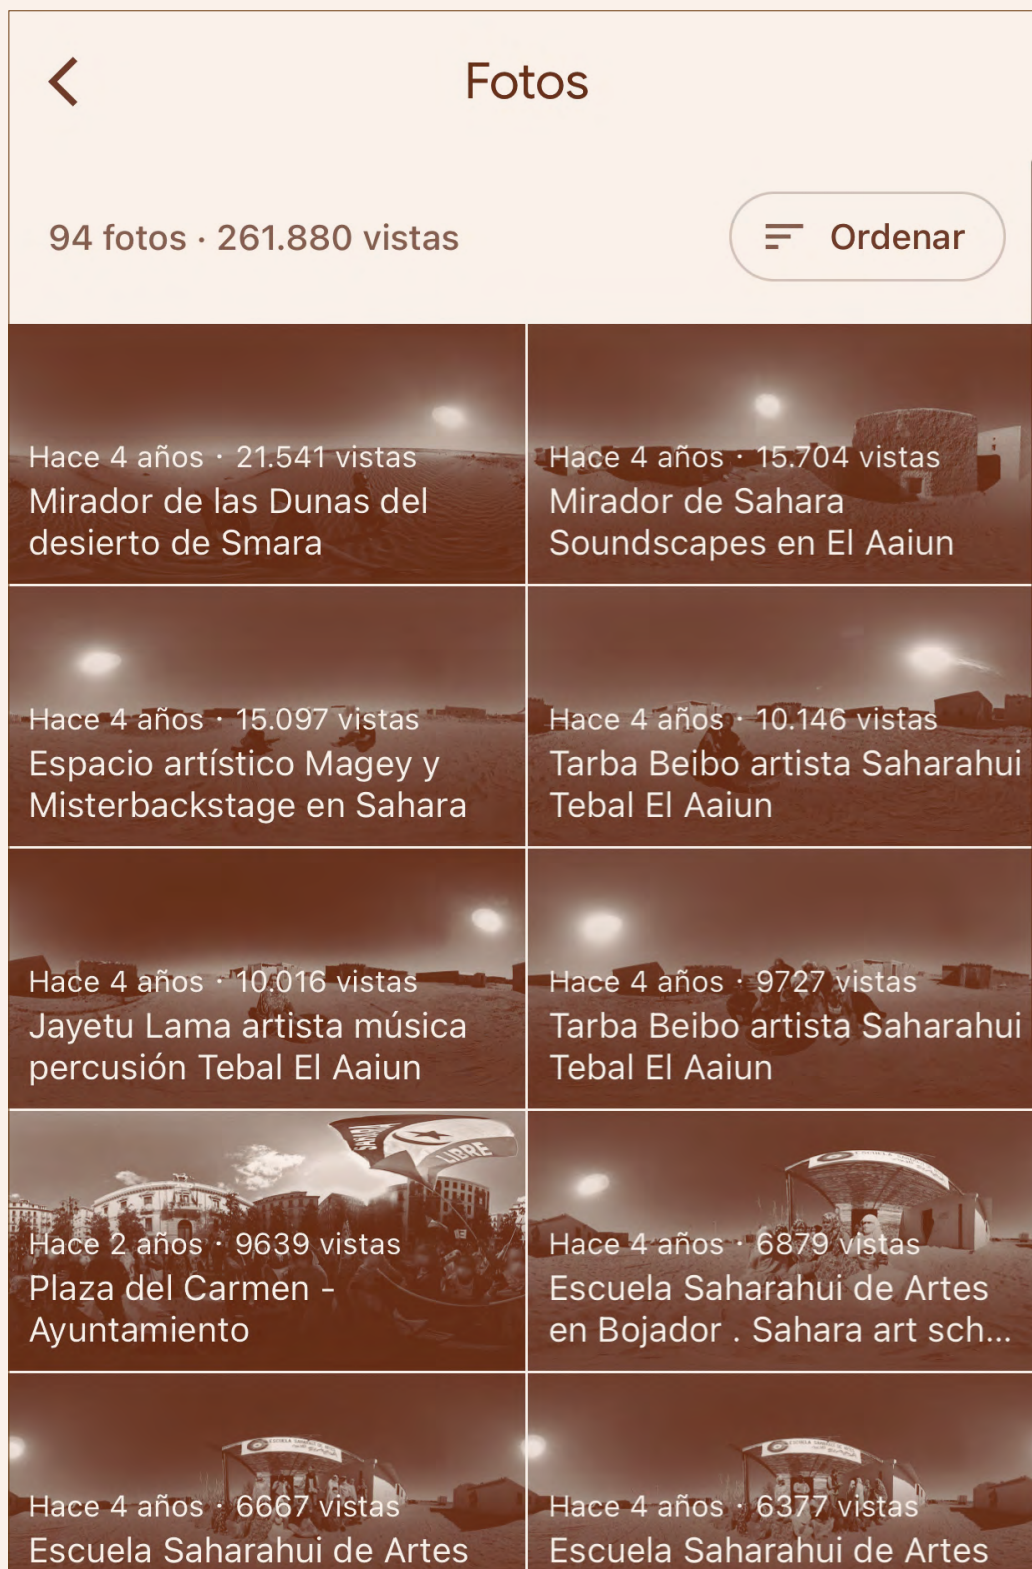 Fotos
94 fotos · 261.880 vistas
Ordenar
Hace 4 años · 21.541 vistas
Mirador de las Dunas del
desierto de Smara
Hace 4 años · 15.704 vistas
Mirador de Sahara
Soundscapes en El Aaiun
Hace 4 años · 15.097 vistas
Espacio artístico Magey y
Misterbackstage en Sahara
Hace 4 años · 10.146 vistas
Tarba Beibo artista Saharahui
Tebal El Aaiun
Hace 4 años · 10.016 vistas
Jayetu Lama artista música
percusión Tebal El Aaiun
Hace 4 años · 9727 vistas
Tarba Beibo artista Saharahui
Tebal El Aaiun
LIBRE
Hace 2 años · 9639 vistas
Plaza del Carmen -
Ayuntamiento
Hace 4 años · 6879 vistas
Escuela Saharahui de Artes
en Bojador . Sahara art sch...
Hace 4 años · 6667 vistas
Escuela Saharahui de Artes
Hace 4 años · 6377 vistas
Escuela Saharahui de Artes